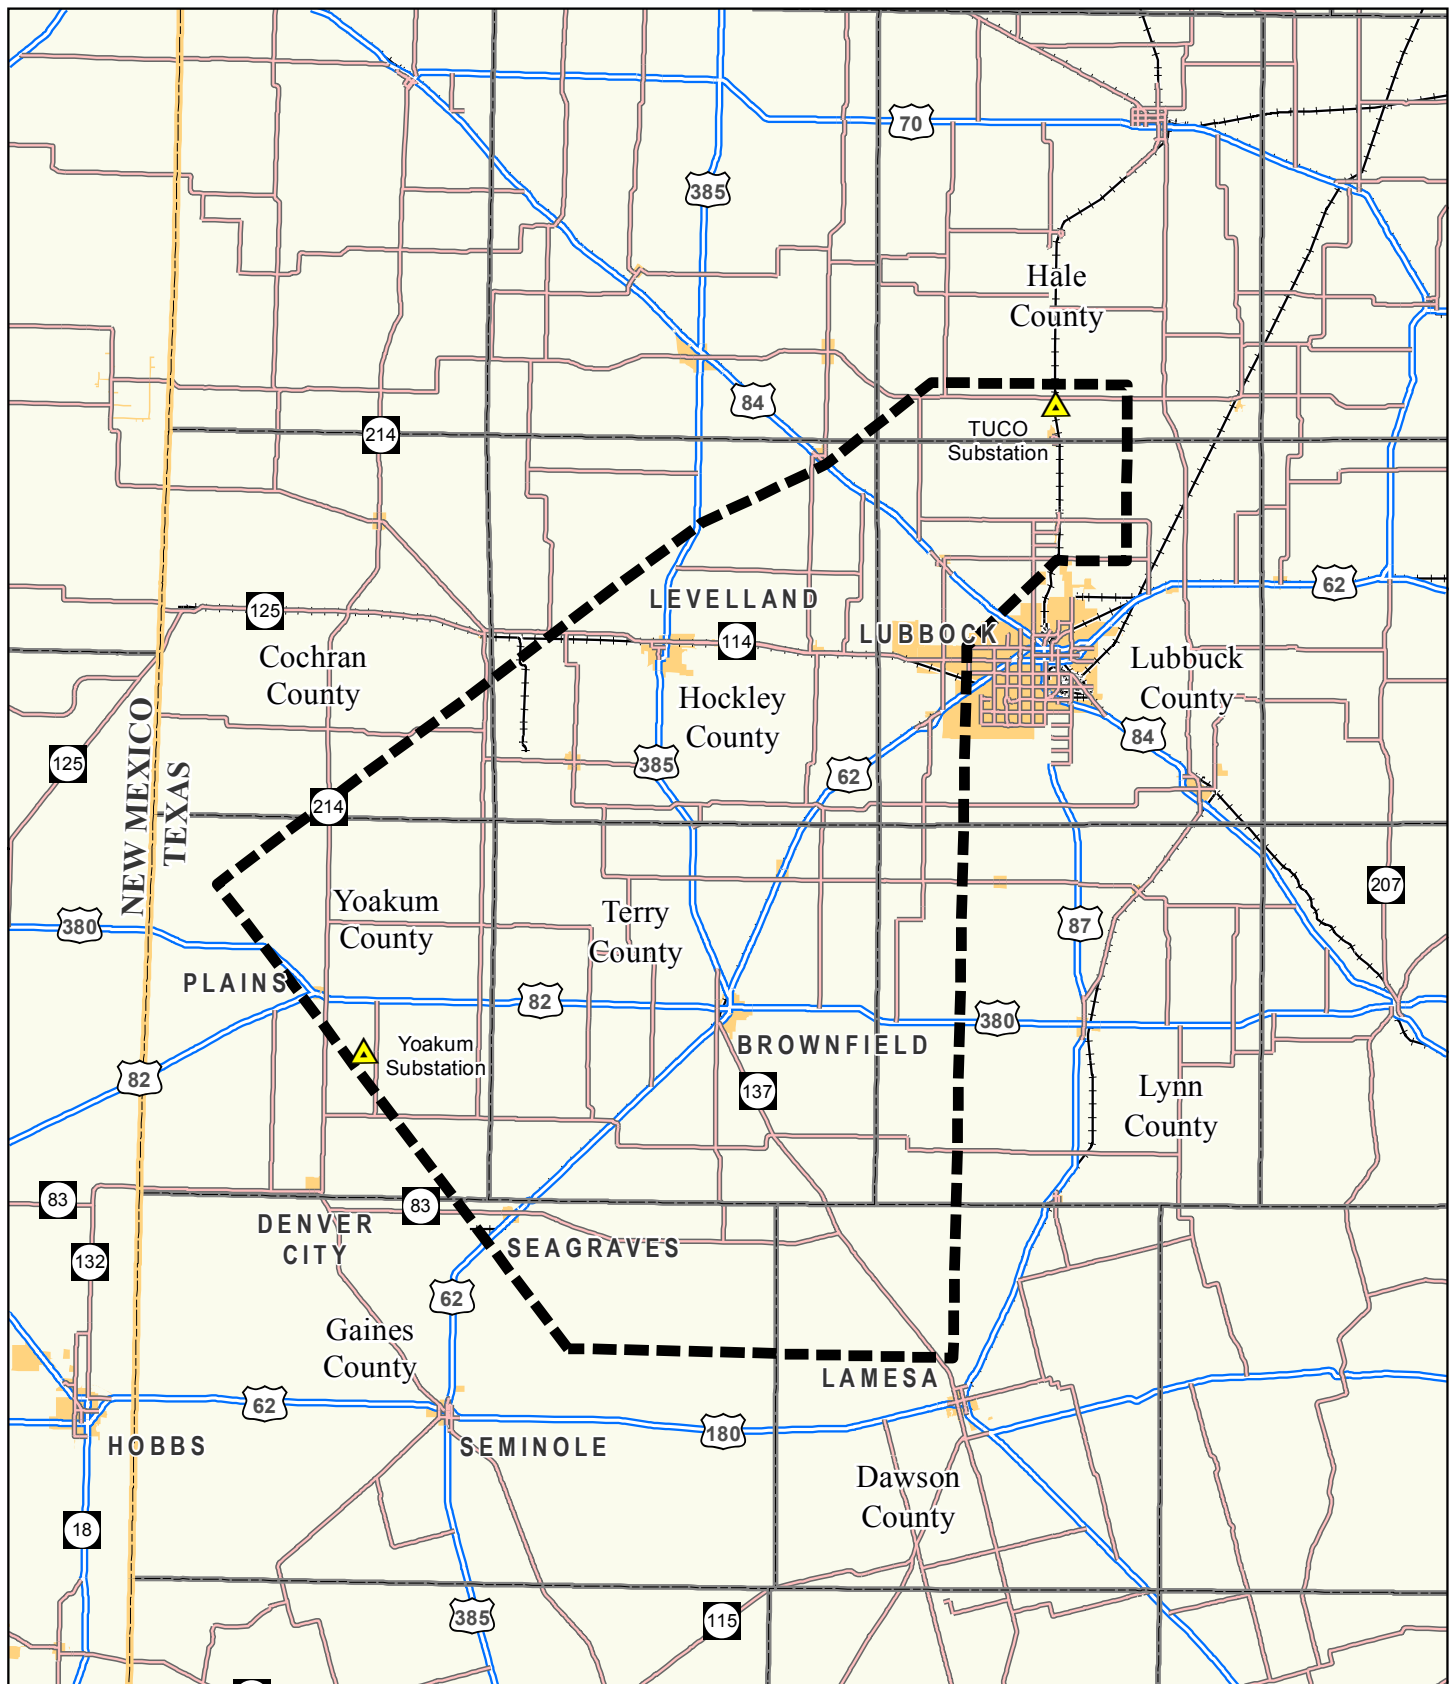 70
385
Hale
County
84
214
TUCO
Substation
62
125
LEVELLAND
114
LUBBOCK
Cochran
County
Lubbuck
County
Hockley
County
NEW MEXICO
TEXAS
125
385
62
84
214
207
Yoakum
County
Terry
County
380
87
PLAINS
82
380
Yoakum
Substation
BROWNFIELD
82
137
Lynn
County
83
83
DENVER
CITY
SEAGRAVES
132
62
Gaines
County
LAMESA
62
180
HOBBS
SEMINOLE
Dawson
County
18
385
115